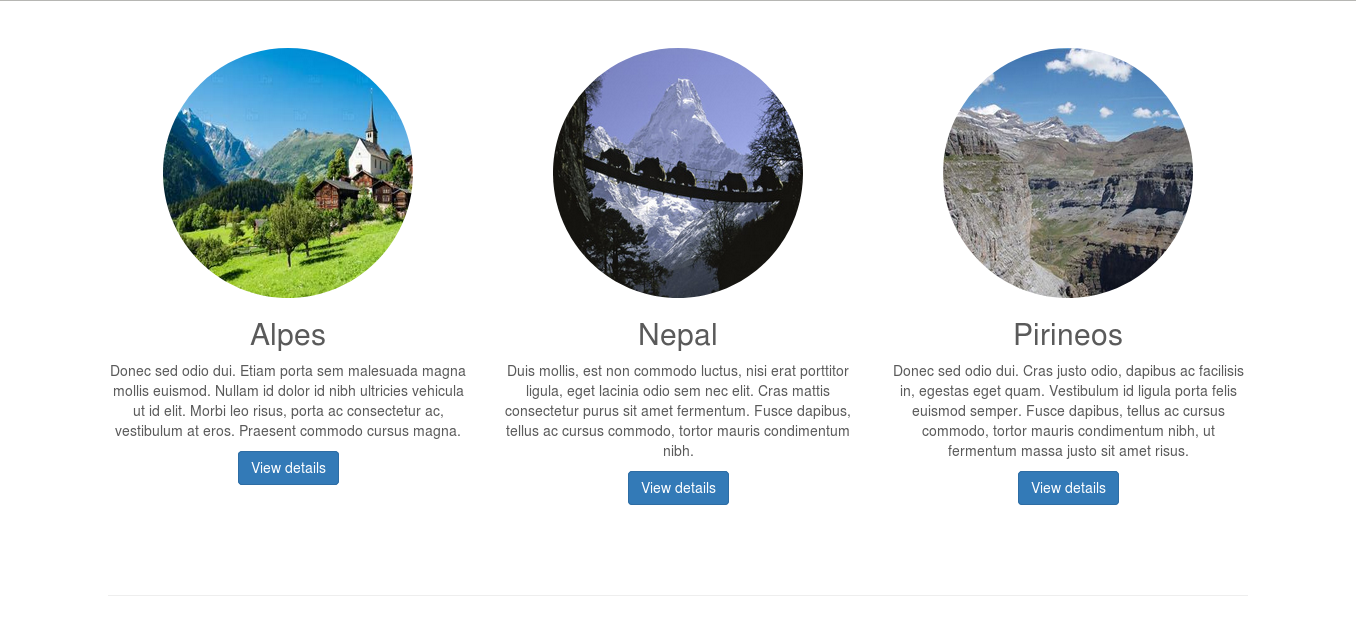 Alpes
Donec sed odio dui. Etiam porta sem malesuada magna
mollis euismod. Nullam id dolor id nibh ultricies vehicula
ut id elit. Morbi leo risus, porta ac consectetur ac,
vestibulum at eros. Praesent commodo cursus magna.
View details
Nepal
Duis mollis, est non commodo luctus, nisi erat porttitor
ligula, eget lacinia odio sem nec elit. Cras mattis
consectetur purus sit amet fermentum. Fusce dapibus,
tellus ac cursus commodo, tortor mauris condimentum
nibh.
View details
Pirineos
Donec sed odio dui. Cras justo odio, dapibus ac facilisis
in, egestas eget quam. Vestibulum id ligula porta felis
euismod semper. Fusce dapibus, tellus ac cursus
commodo, tortor mauris condimentum nibh, ut
fermentum massa justo sit amet risus.
View details